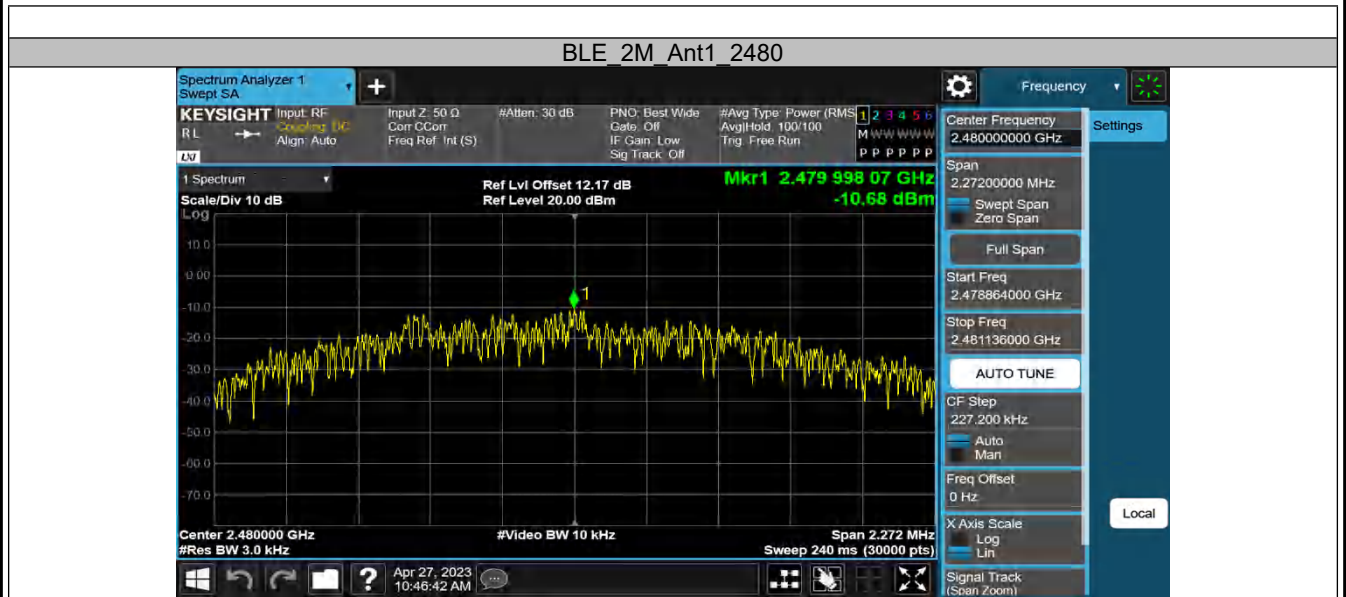 BLE_2M_Ant1_2480
Spectrum Analyzer 1
Swept SA
+
Frequency
KEYSIGHT
R L
LXI
Input: RF
Coupling: DC
Align: Auto
Input Z: 50 Ω
Corr CCorr
Freq Ref: Int (S)
#Atten: 30 dB
PNO: Best Wide
Gate: Off
IF Gain: Low
Sig Track: Off
#Avg Type: Power (RMS
Avg|Hold: 100/100
Trig: Free Run
1 2 3 4 5 6
M W W W W W
P P P P P P
1 Spectrum
Scale/Div 10 dB
Ref Lvl Offset 12.17 dB
Ref Level 20.00 dBm
Mkr1 2.479 998 07 GHz
-10.68 dBm
Log
10.0
0.00
-10.0
-20.0
-30.0
-40.0
-50.0
-60.0
-70.0
1
Center 2.480000 GHz
#Res BW 3.0 kHz
#Video BW 10 kHz
Span 2.272 MHz
Sweep 240 ms (30000 pts)
?
Apr 27, 2023
10:46:42 AM
Center Frequency
2.480000000 GHz
Settings
Span
2.27200000 MHz
Swept Span
Zero Span
Full Span
Start Freq
2.478864000 GHz
Stop Freq
2.481136000 GHz
AUTO TUNE
CF Step
227.200 kHz
Auto
Man
Freq Offset
0 Hz
X Axis Scale
Log
Lin
Local
Signal Track
(Span Zoom)